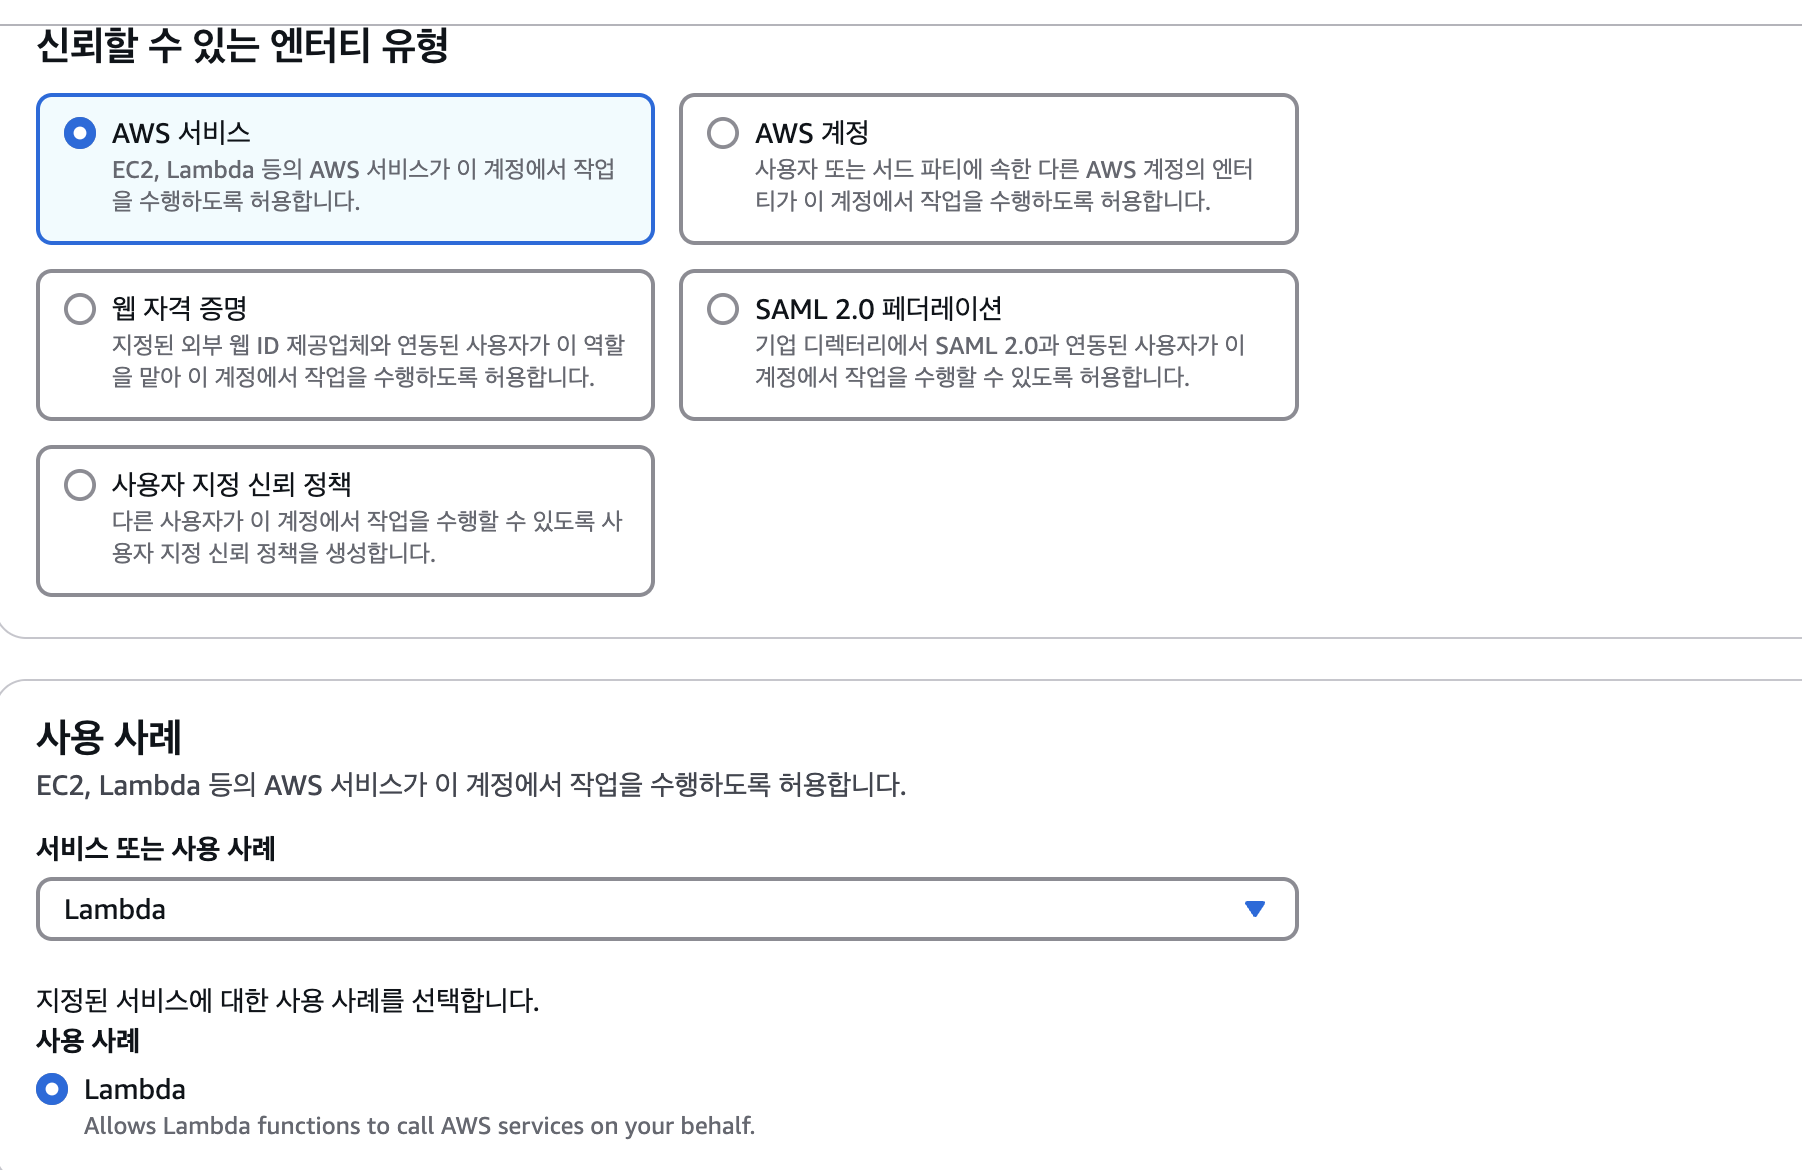 신뢰할 수 있는 엔터티 유형
AWS 서비스
EC2, Lambda 등의 AWS 서비스가 이 계정에서 작업
을 수행하도록 허용합니다.
AWS 계정
사용자 또는 서드 파티에 속한 다른 AWS 계정의 엔터
티가 이 계정에서 작업을 수행하도록 허용합니다.
웹 자격 증명
지정된 외부 웹 ID 제공업체와 연동된 사용자가 이 역할
을 맡아 이 계정에서 작업을 수행하도록 허용합니다.
SAML 2.0 페더레이션
기업 디렉터리에서 SAML 2.0과 연동된 사용자가 이
계정에서 작업을 수행할 수 있도록 허용합니다.
사용자 지정 신뢰 정책
다른 사용자가 이 계정에서 작업을 수행할 수 있도록 사
용자 지정 신뢰 정책을 생성합니다.
사용 사례
EC2, Lambda 등의 AWS 서비스가 이 계정에서 작업을 수행하도록 허용합니다.
서비스 또는 사용 사례
Lambda
지정된 서비스에 대한 사용 사례를 선택합니다.
사용 사례
Lambda
Allows Lambda functions to call AWS services on your behalf.